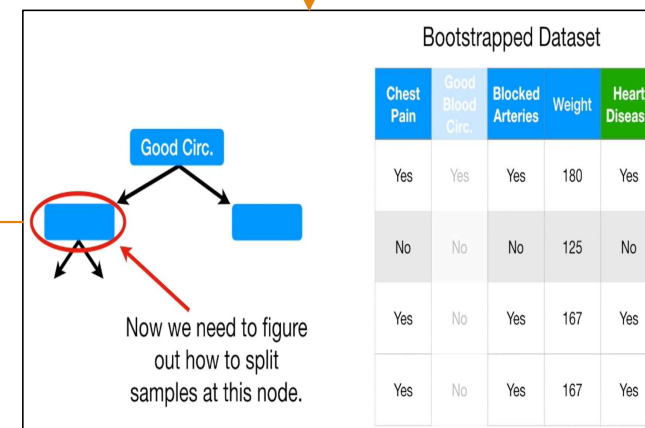 Bootstrapped Dataset
Good Circ.
Now we need to figure
out how to split
samples at this node.
Chest Pain Good Blood Circ. Blocked Arteries Weight Heart Diseas
Yes Yes Yes 180 Yes
No No No 125 No
Yes No Yes 167 Yes
Yes No Yes 167 Yes